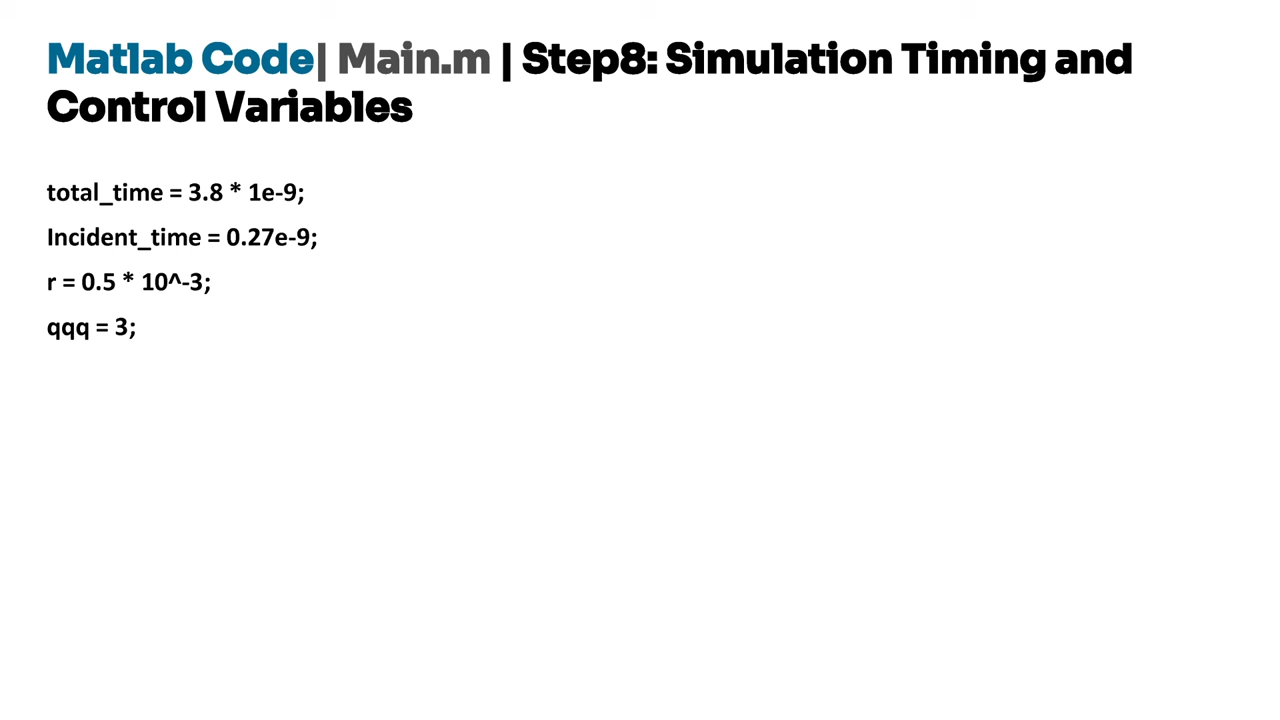 Matlab Code| Main.m | Step8: Simulation Timing and
Control Variables
total_time = 3.8 * 1e-9;
Incident_time = 0.27e-9;
r = 0.5 * 10^-3;
qqq = 3;